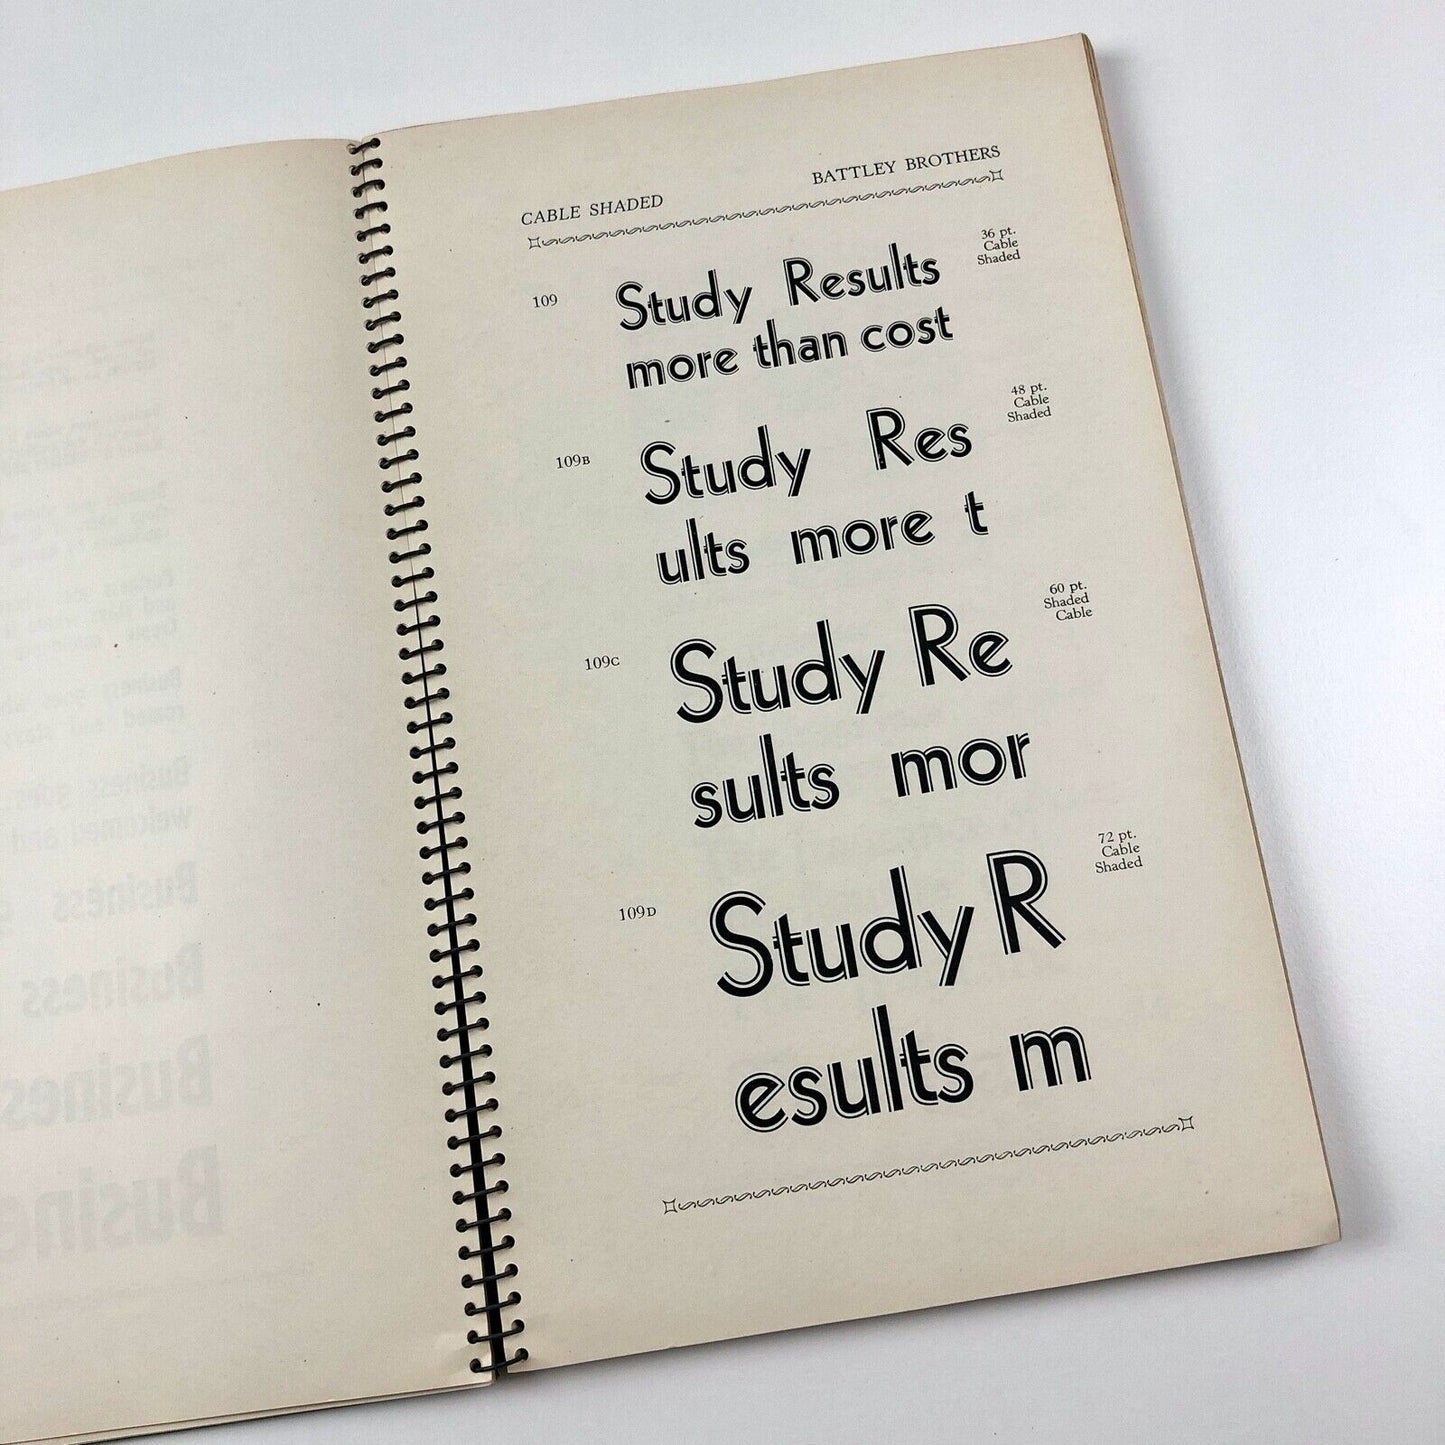 CABLE SHADED
BATTLEY BROTHERS
36 pt.
Cable
Shaded
109
Study Results
more than cost
48 pt.
Cable
Shaded
109B
Study Res
ults more t
60 pt.
Shaded
Cable
109C
Study Re
sults mor
72 pt.
Cable
Shaded
109D
Study R
esults m